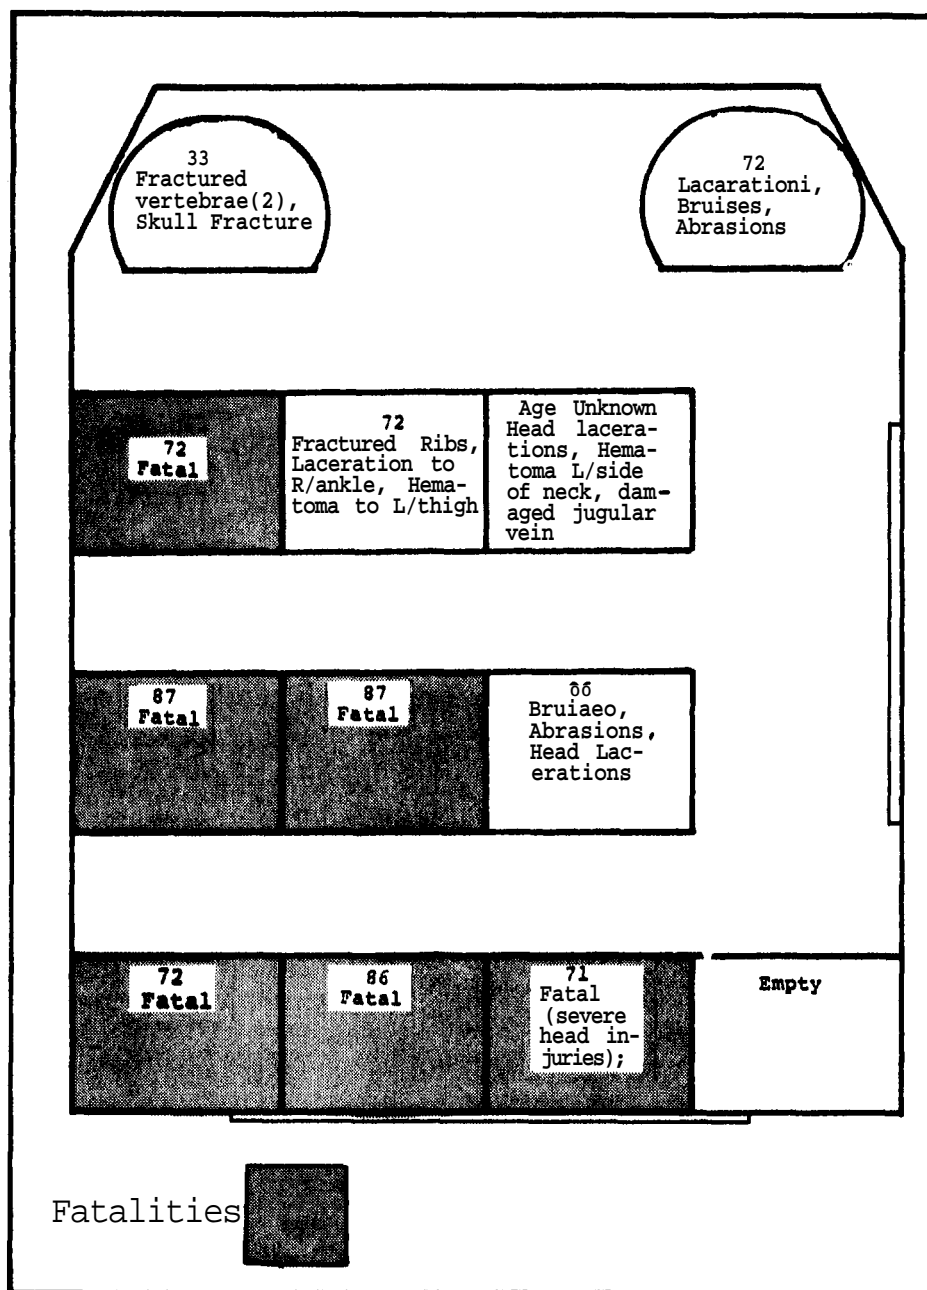 33
Fractured
vertebrae(2),
Skull Fracture
72
Lacarationi,
Bruises,
Abrasions
72
Fatal
72
Fractured Ribs,
Laceration to
R/ankle, Hema-
toma to L/thigh
Age Unknown
Head lacera-
tions, Hema-
toma L/side
of neck, dam-
aged jugular
vein
87
Fatal
87
Fatal
Bruiaeo,
Abrasions,
Head Lac-
erations
72
Fatal
86
Fatal
71
Fatal
(severe
head in-
juries);
Empty
Fatalities